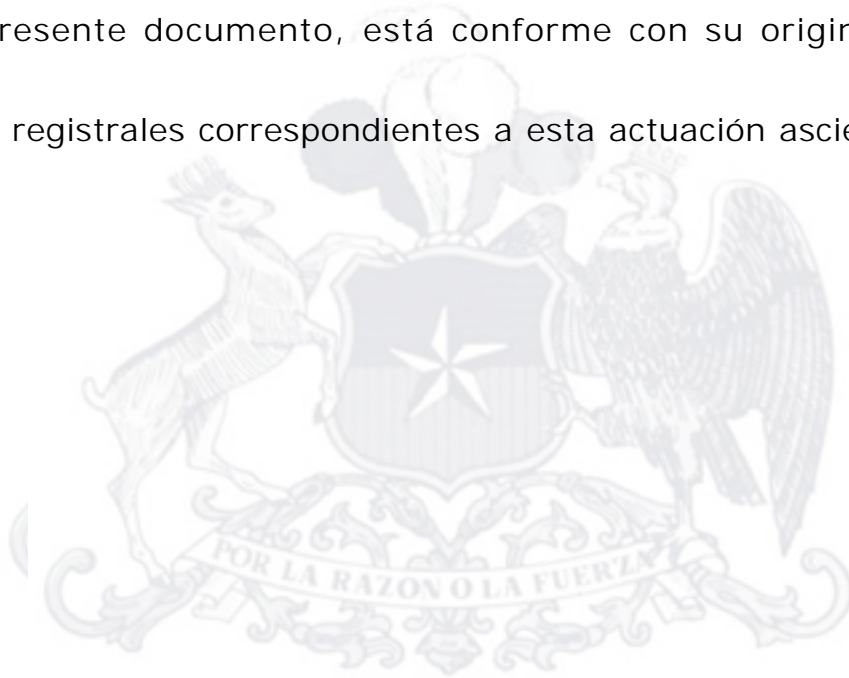 resente documento, está conforme con su origin
registrales correspondientes a esta actuación ascie
POR LA RAZON O LA FUERZA